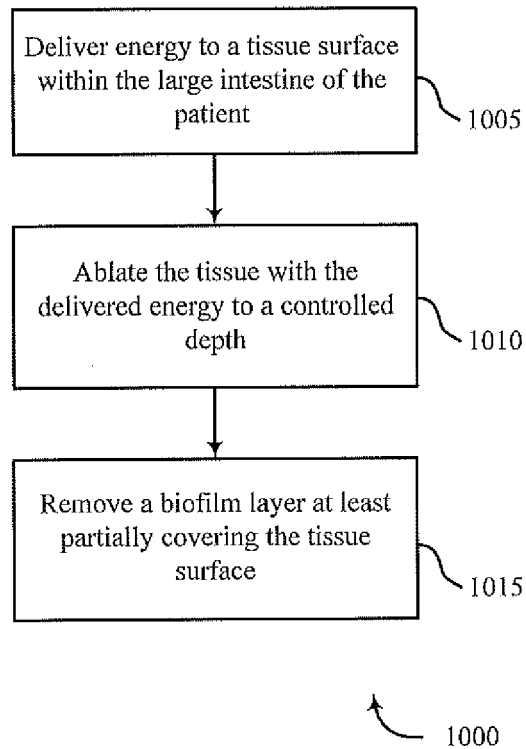 Deliver energy to a tissue surface
within the large intestine of the
patient
1005
Ablate the tissue with the
delivered energy to a controlled
depth
1010
Remove a biofilm layer at least
partially covering the tissue
surface
1015
1000